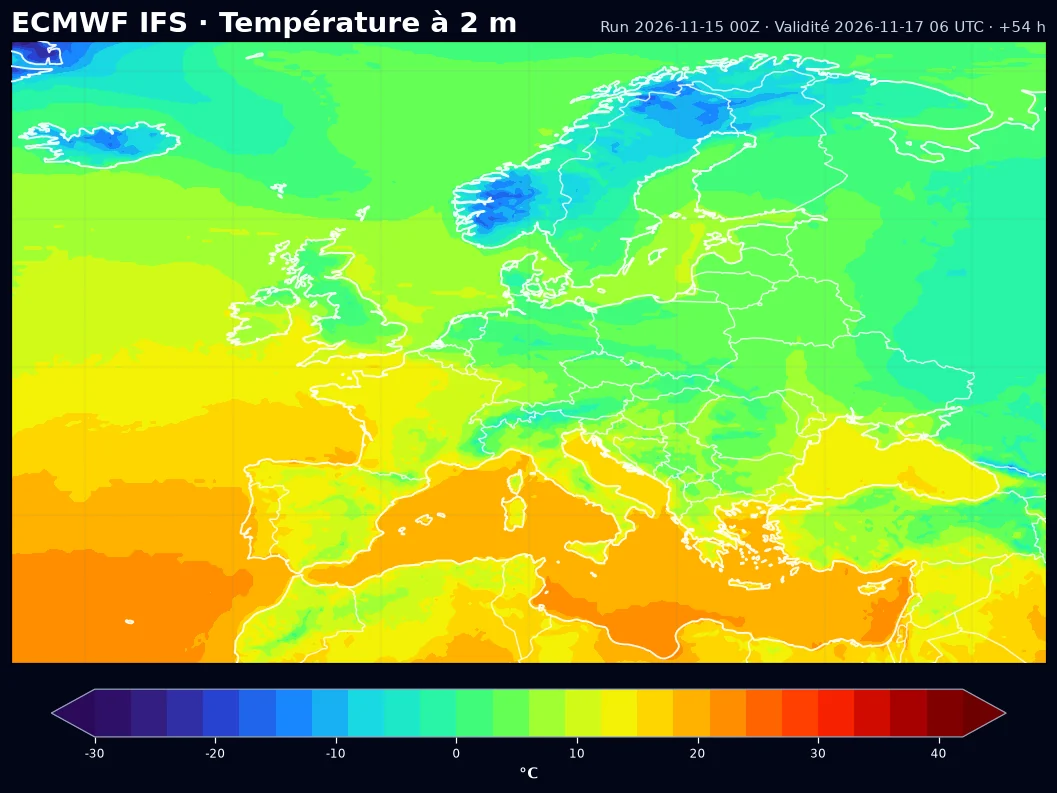 ECMWF IFS · Température à 2 m
Run 2026-11-15 00Z · Validité 2026-11-17 06 UTC · +54 h
-30 -20 -10 0 10 20 30 40
°C